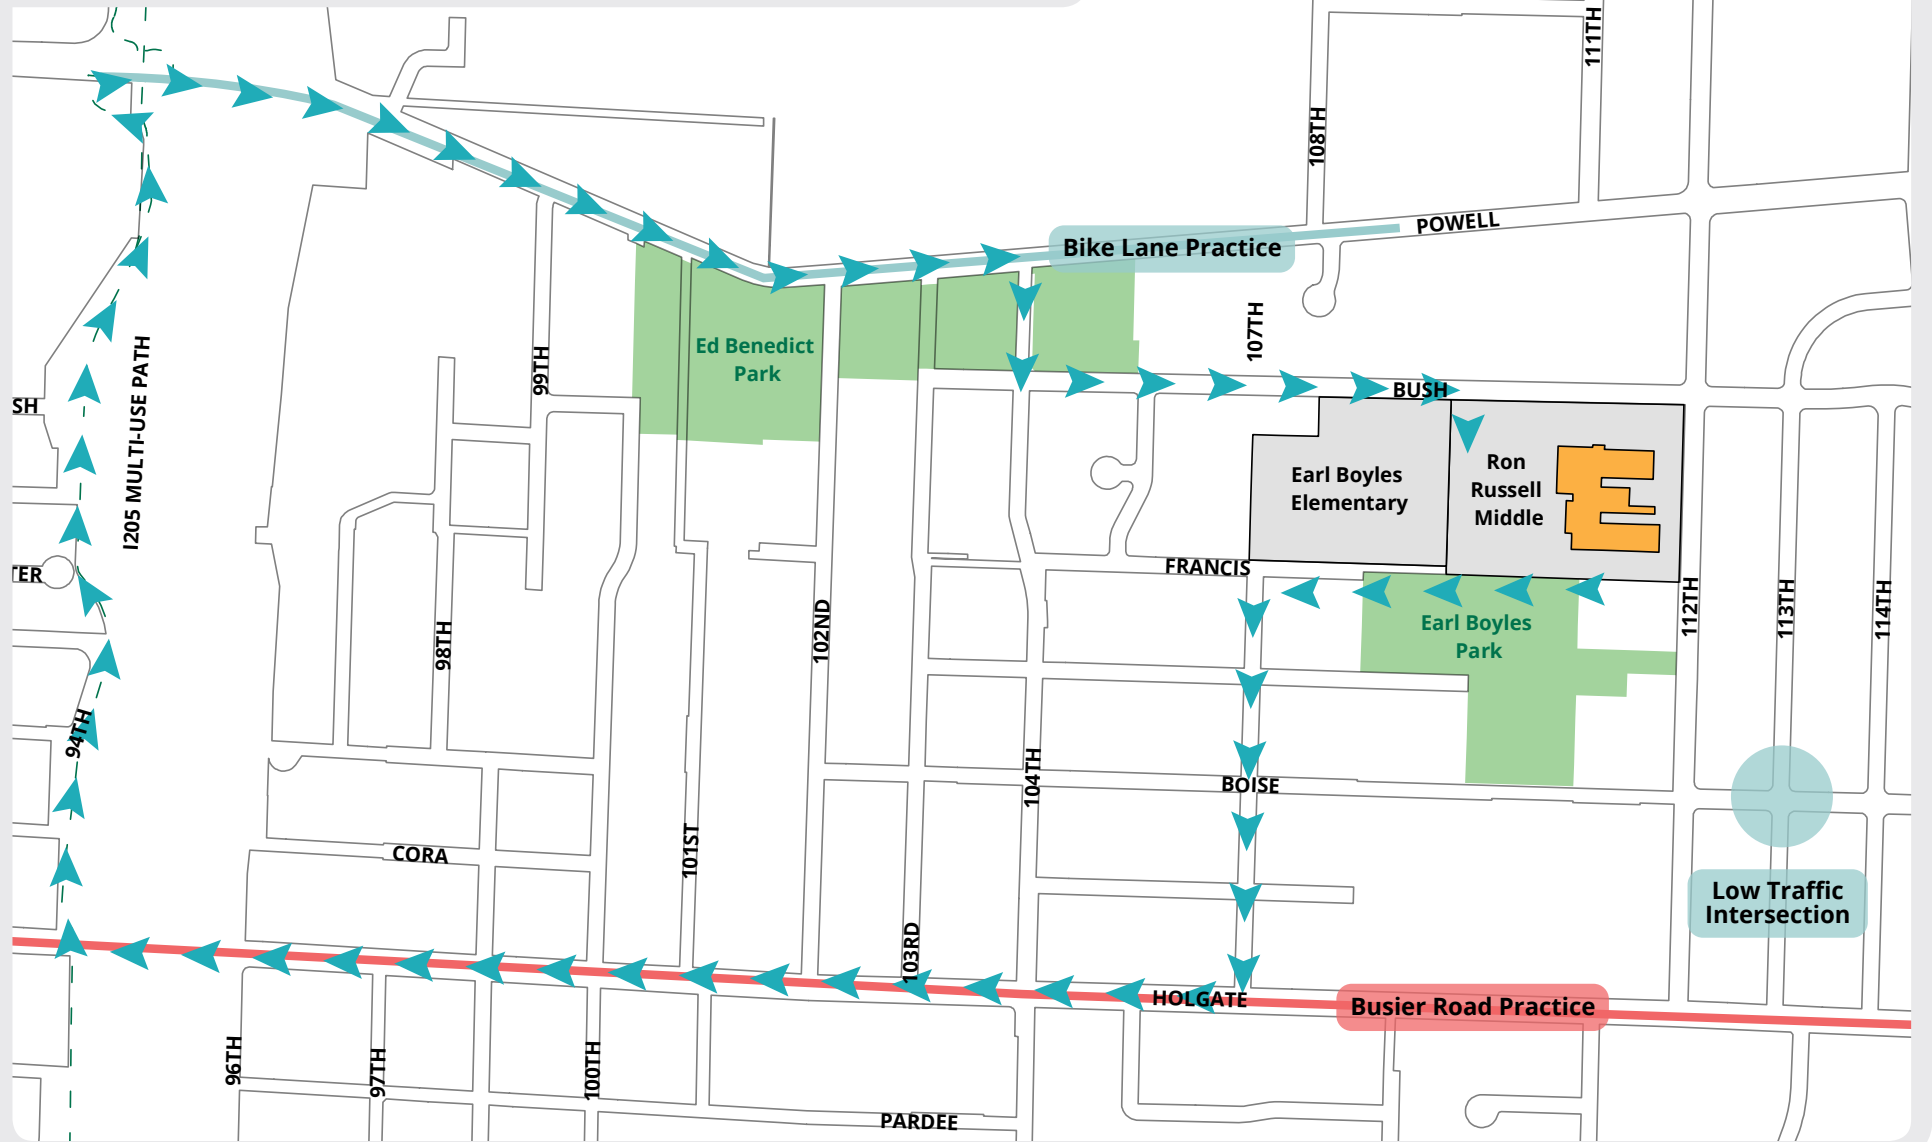 111TH
108TH
POWELL
Bike Lane Practice
107TH
I205 MULTI-USE PATH
99TH
Ed Benedict
Park
BUSH
SH
Earl Boyles
Elementary
Ron
Russell
Middle
FRANCIS
TER
112TH
113TH
114TH
Earl Boyles
Park
98TH
102ND
94TH
104TH
BOISE
CORA
101ST
Low Traffic
Intersection
103RD
HOLGATE
Busier Road Practice
96TH
97TH
100TH
PARDEE